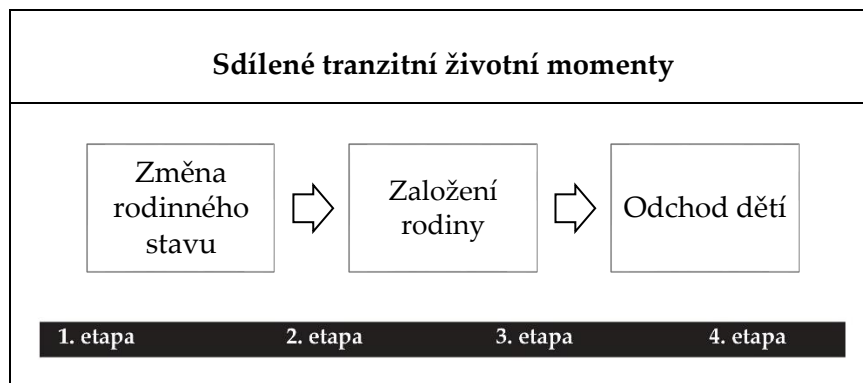 Sdílené tranzitní životní momenty
Změna
rodinného
stavu
Založení
rodiny
Odchod dětí
1. etapa
2. etapa
3. etapa
4. etapa